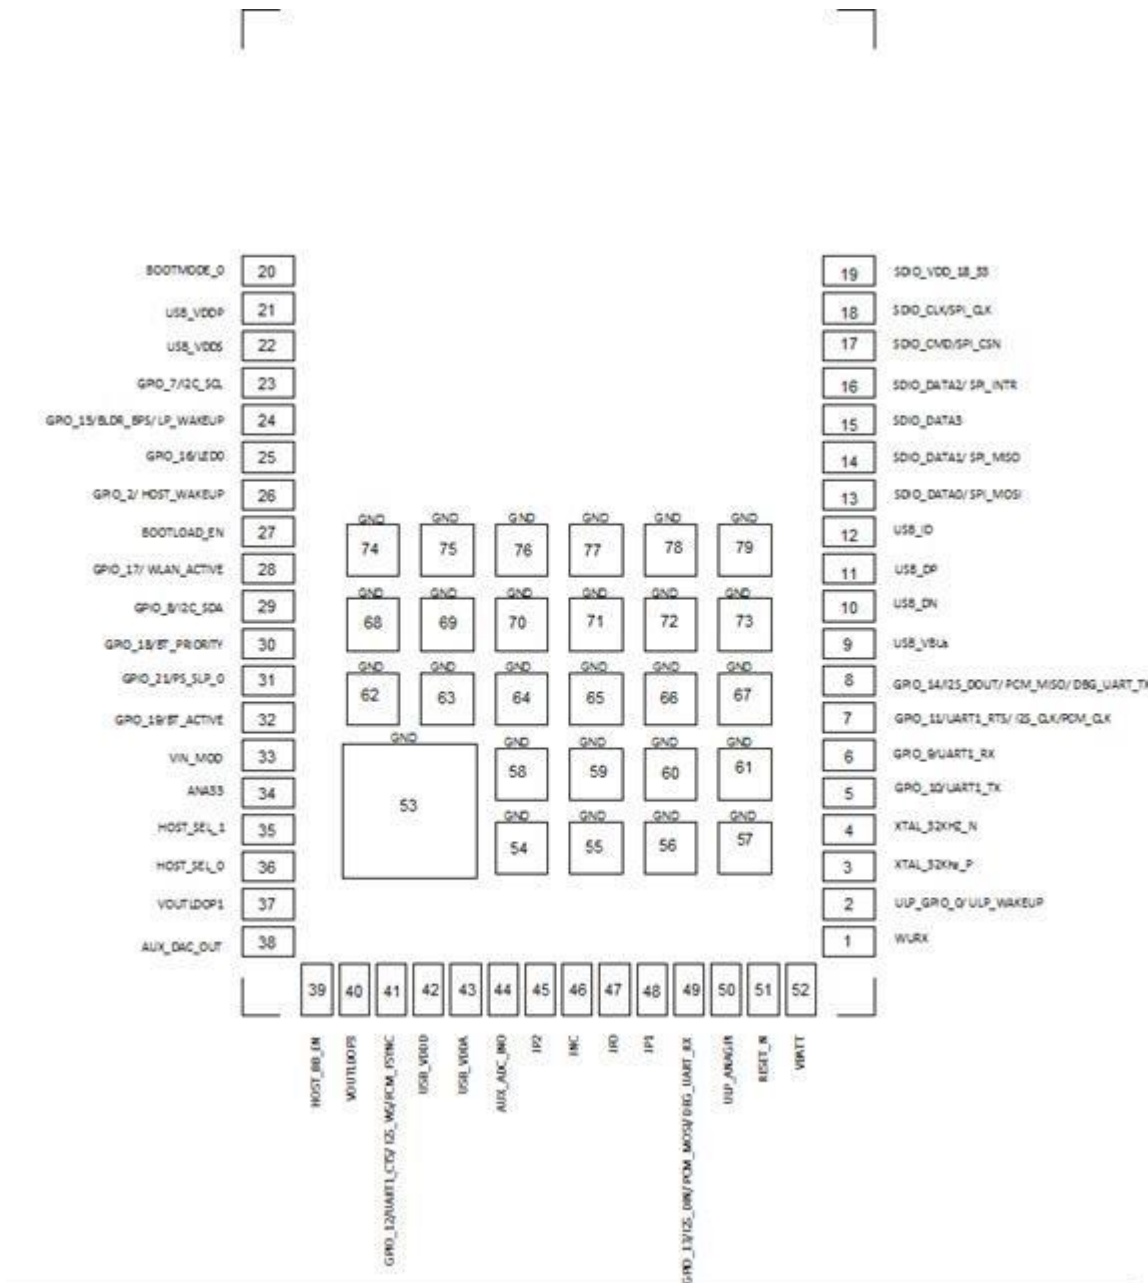 BOOTMODE_0 20
USB_VDDP 21
USB_VDDS 22
GPIO_7/I2C_SCL 23
GPIO_15/BLDR_BPS/ LP_WAKEUP 24
GPIO_16/LED0 25
GPIO_2/ HOST_WAKEUP 26
BOOTLOAD_EN 27
GPIO_17/ WLAN_ACTIVE 28
GPIO_8/I2C_SDA 29
GPIO_18/BT_PRIORITY 30
GPIO_21/PS_SLP_0 31
GPIO_19/BT_ACTIVE 32
VIN_MOD 33
ANA33 34
HOST_SEL_1 35
HOST_SEL_0 36
VOUTLDOP1 37
AUX_DAC_OUT 38
19 SDIO_VDD_18_33
18 SDIO_CLK/SPI_CLK
17 SDIO_CMD/SPI_CSN
16 SDIO_DATA2/ SPI_INTR
15 SDIO_DATA3
14 SDIO_DATA1/ SPI_MISO
13 SDIO_DATA0/ SPI_MOSI
12 USB_ID
11 USB_DP
10 USB_DN
9 USB_VBUs
8 GPIO_14/I2S_DOUT/ PCM_MISO/ DBG_UART_TX
7 GPIO_11/UART1_RTS/ I2S_CLK/PCM_CLK
6 GPIO_9/UART1_RX
5 GPIO_10/UART1_TX
4 XTAL_32KHZ_N
3 XTAL_32KHz_P
2 ULP_GPIO_0/ ULP_WAKEUP
1 WURX
GND GND GND GND GND GND
74 75 76 77 78 79
GND GND GND GND GND GND
68 69 70 71 72 73
GND GND GND GND GND GND
62 63 64 65 66 67
GND GND GND GND GND
53 58 59 60 61
GND GND GND GND
54 55 56 57
39 40 41 42 43 44 45 46 47 48 49 50 51 52
HOST_BB_EN
VOUTLDOP3
GPIO_12/UART1_CTS/ I2S_WS/PCM_FSYNC
USB_VDDD
USB_VDDA
AUX_ADC_IN0
JP2
JNC
JP0
JP1
GPIO_13/I2S_DIN/ PCM_MOSI/ DBG_UART_RX
RESET_N
VBATT